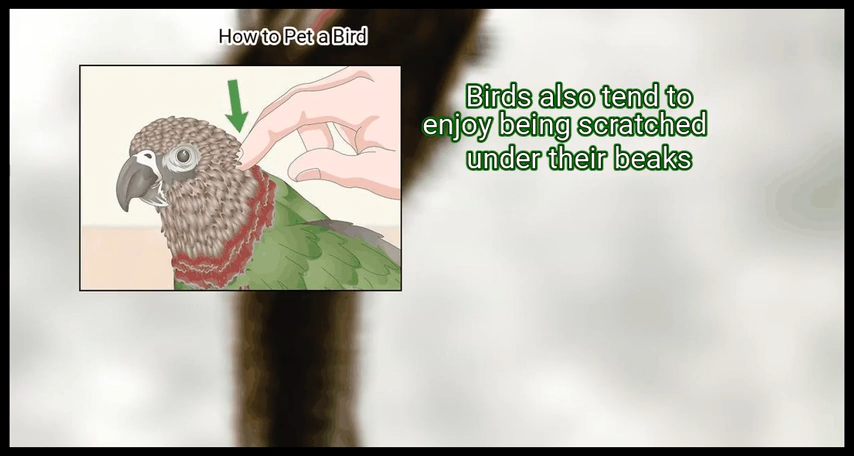 How to Pet a Bird
Birds also tend to
enjoy being scratched
under their beaks